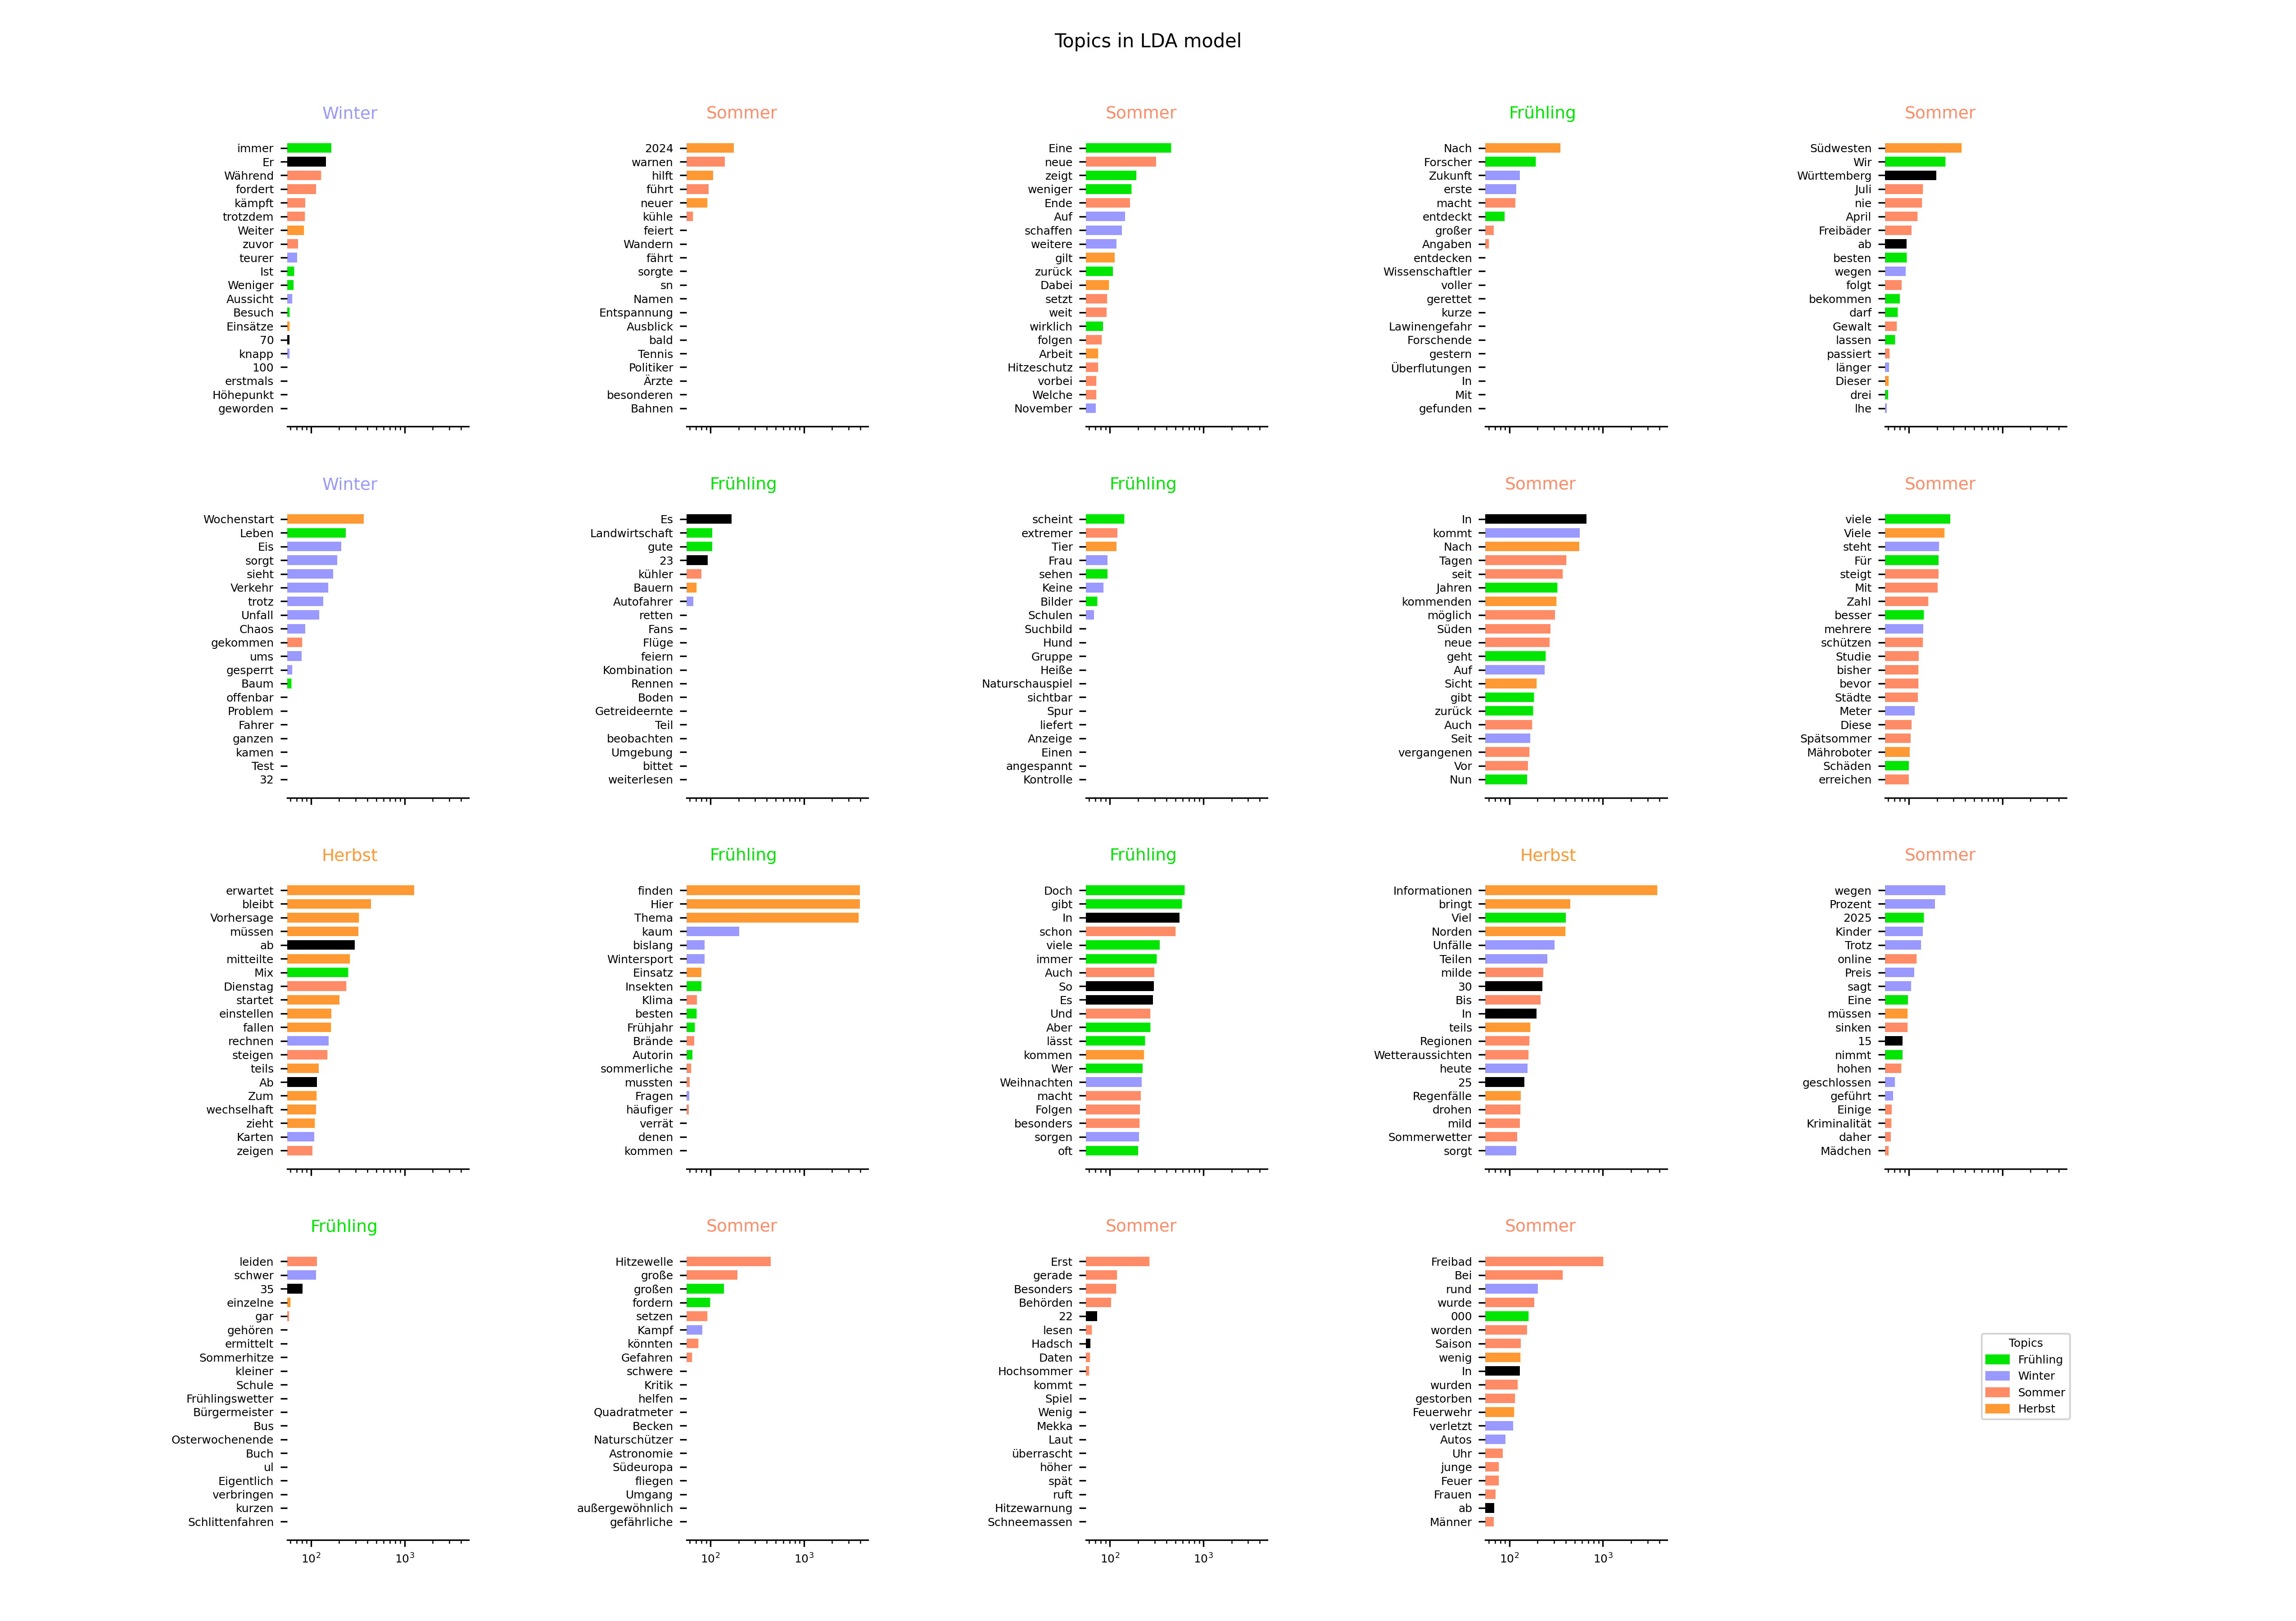 Topics in LDA model
Winter
immer
Er
Während
fordert
kämpft
trotzdem
Weiter
zuvor
teurer
Ist
Weniger
Aussicht
Besuch
Einsätze
70
knapp
100
erstmals
Höhepunkt
geworden
Sommer
2024
warnen
hilft
führt
neuer
kühle
feiert
Wandern
fährt
sorgte
sn
Namen
Entspannung
Ausblick
bald
Tennis
Politiker
Ärzte
besonderen
Bahnen
Sommer
Eine
neue
zeigt
weniger
Ende
Auf
schaffen
weitere
gilt
zurück
Dabei
setzt
weit
wirklich
folgen
Arbeit
Hitzeschutz
vorbei
Welche
November
Frühling
Nach
Forscher
Zukunft
erste
macht
entdeckt
großer
Angaben
entdecken
Wissenschaftler
voller
gerettet
kurze
Lawinengefahr
Forschende
gestern
Überflutungen
In
Mit
gefunden
Sommer
Südwesten
Wir
Württemberg
Juli
nie
April
Freibäder
ab
besten
wegen
folgt
bekommen
darf
Gewalt
lassen
passiert
länger
Dieser
drei
Ihe
Winter
Wochenstart
Leben
Eis
sorgt
sieht
Verkehr
trotz
Unfall
Chaos
gekommen
ums
gesperrt
Baum
offenbar
Problem
Fahrer
ganzen
kamen
Test
32
Frühling
Es
Landwirtschaft
gute
23
kühler
Bauern
Autofahrer
retten
Fans
Flüge
feiern
Kombination
Rennen
Boden
Getreideernte
Teil
beobachten
Umgebung
bittet
weiterlesen
Frühling
scheint
extremer
Tier
Frau
sehen
Keine
Bilder
Schulen
Suchbild
Hund
Gruppe
Heiße
Naturschauspiel
sichtbar
Spur
liefert
Anzeige
Einen
angespannt
Kontrolle
Sommer
In
kommt
Nach
Tagen
seit
Jahren
kommenden
möglich
Süden
neue
geht
Auf
Sicht
gibt
zurück
Auch
Seit
vergangenen
Vor
Nun
Sommer
viele
Viele
steht
Für
steigt
Mit
Zahl
besser
mehrere
schützen
Studie
bisher
bevor
Städte
Meter
Diese
Spätsommer
Mähroboter
Schäden
erreichen
Herbst
erwartet
bleibt
Vorhersage
müssen
ab
mitteilte
Mix
Dienstag
startet
einstellen
fallen
rechnen
steigen
teils
Ab
Zum
wechselhaft
zieht
Karten
zeigen
Frühling
finden
Hier
Thema
kaum
bislang
Wintersport
Einsatz
Insekten
Klima
besten
Frühjahr
Brände
Autorin
sommerliche
mussten
Fragen
häufiger
verrät
denen
kommen
Frühling
Doch
gibt
In
schon
viele
immer
Auch
So
Es
Und
Aber
lässt
kommen
Wer
Weihnachten
macht
Folgen
besonders
sorgen
oft
Herbst
Informationen
bringt
Viel
Norden
Unfälle
Teilen
milde
30
Bis
In
teils
Regionen
Wetteraussichten
heute
25
Regenfälle
drohen
mild
Sommerwetter
sorgt
Sommer
wegen
Prozent
2025
Kinder
Trotz
online
Preis
sagt
Eine
müssen
sinken
15
nimmt
hohen
geschlossen
geführt
Einige
Kriminalität
daher
Mädchen
Frühling
leiden
schwer
35
einzelne
gar
gehören
ermittelt
Sommerhitze
kleiner
Schule
Frühlingswetter
Bürgermeister
Bus
Osterwochenende
Buch
ul
Eigentlich
verbringen
kurzen
Schlittenfahren
10²
10³
Sommer
Hitzewelle
große
großen
fordern
setzen
Kampf
könnten
Gefahren
schwere
Kritik
helfen
Quadratmeter
Becken
Naturschützer
Astronomie
Südeuropa
fliegen
Umgang
außergewöhnlich
gefährliche
10²
10³
Sommer
Erst
gerade
Besonders
Behörden
22
lesen
Hadsch
Daten
Hochsommer
kommt
Spiel
Wenig
Mekka
Laut
überrascht
höher
spät
ruft
Hitzewarnung
Schneemassen
10²
10³
Sommer
Freibad
Bei
rund
wurde
000
worden
Saison
wenig
In
wurden
gestorben
Feuerwehr
verletzt
Autos
Uhr
junge
Feuer
Frauen
ab
Männer
10²
10³
Topics
Frühling
Winter
Sommer
Herbst